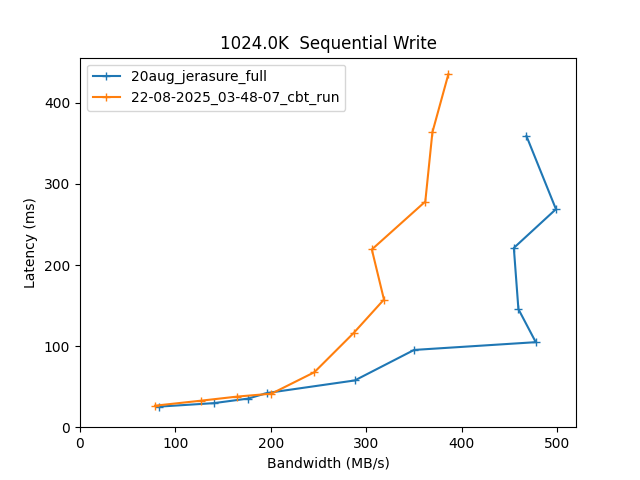 1024.0K  Sequential Write
20aug_jerasure_full
22-08-2025_03-48-07_cbt_run
400
300
200
100
0
Latency (ms)
0 100 200 300 400 500
Bandwidth (MB/s)